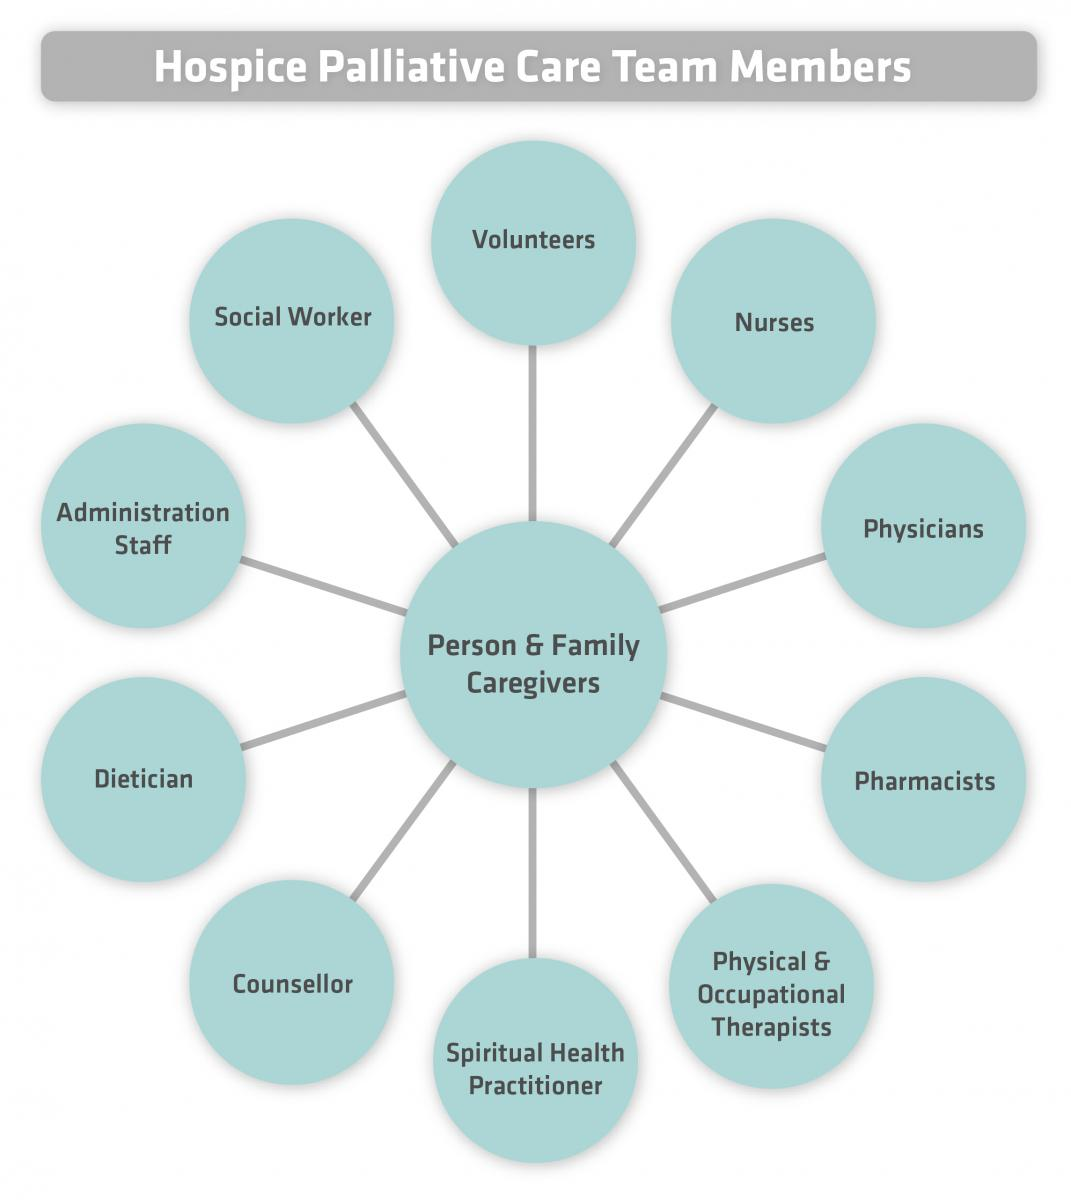 Hospice Palliative Care Team Members
Volunteers
Social Worker
Nurses
Administration
Staff
Physicians
Person & Family
Caregivers
Dietician
Pharmacists
Counsellor
Physical &
Occupational
Therapists
Spiritual Health
Practitioner